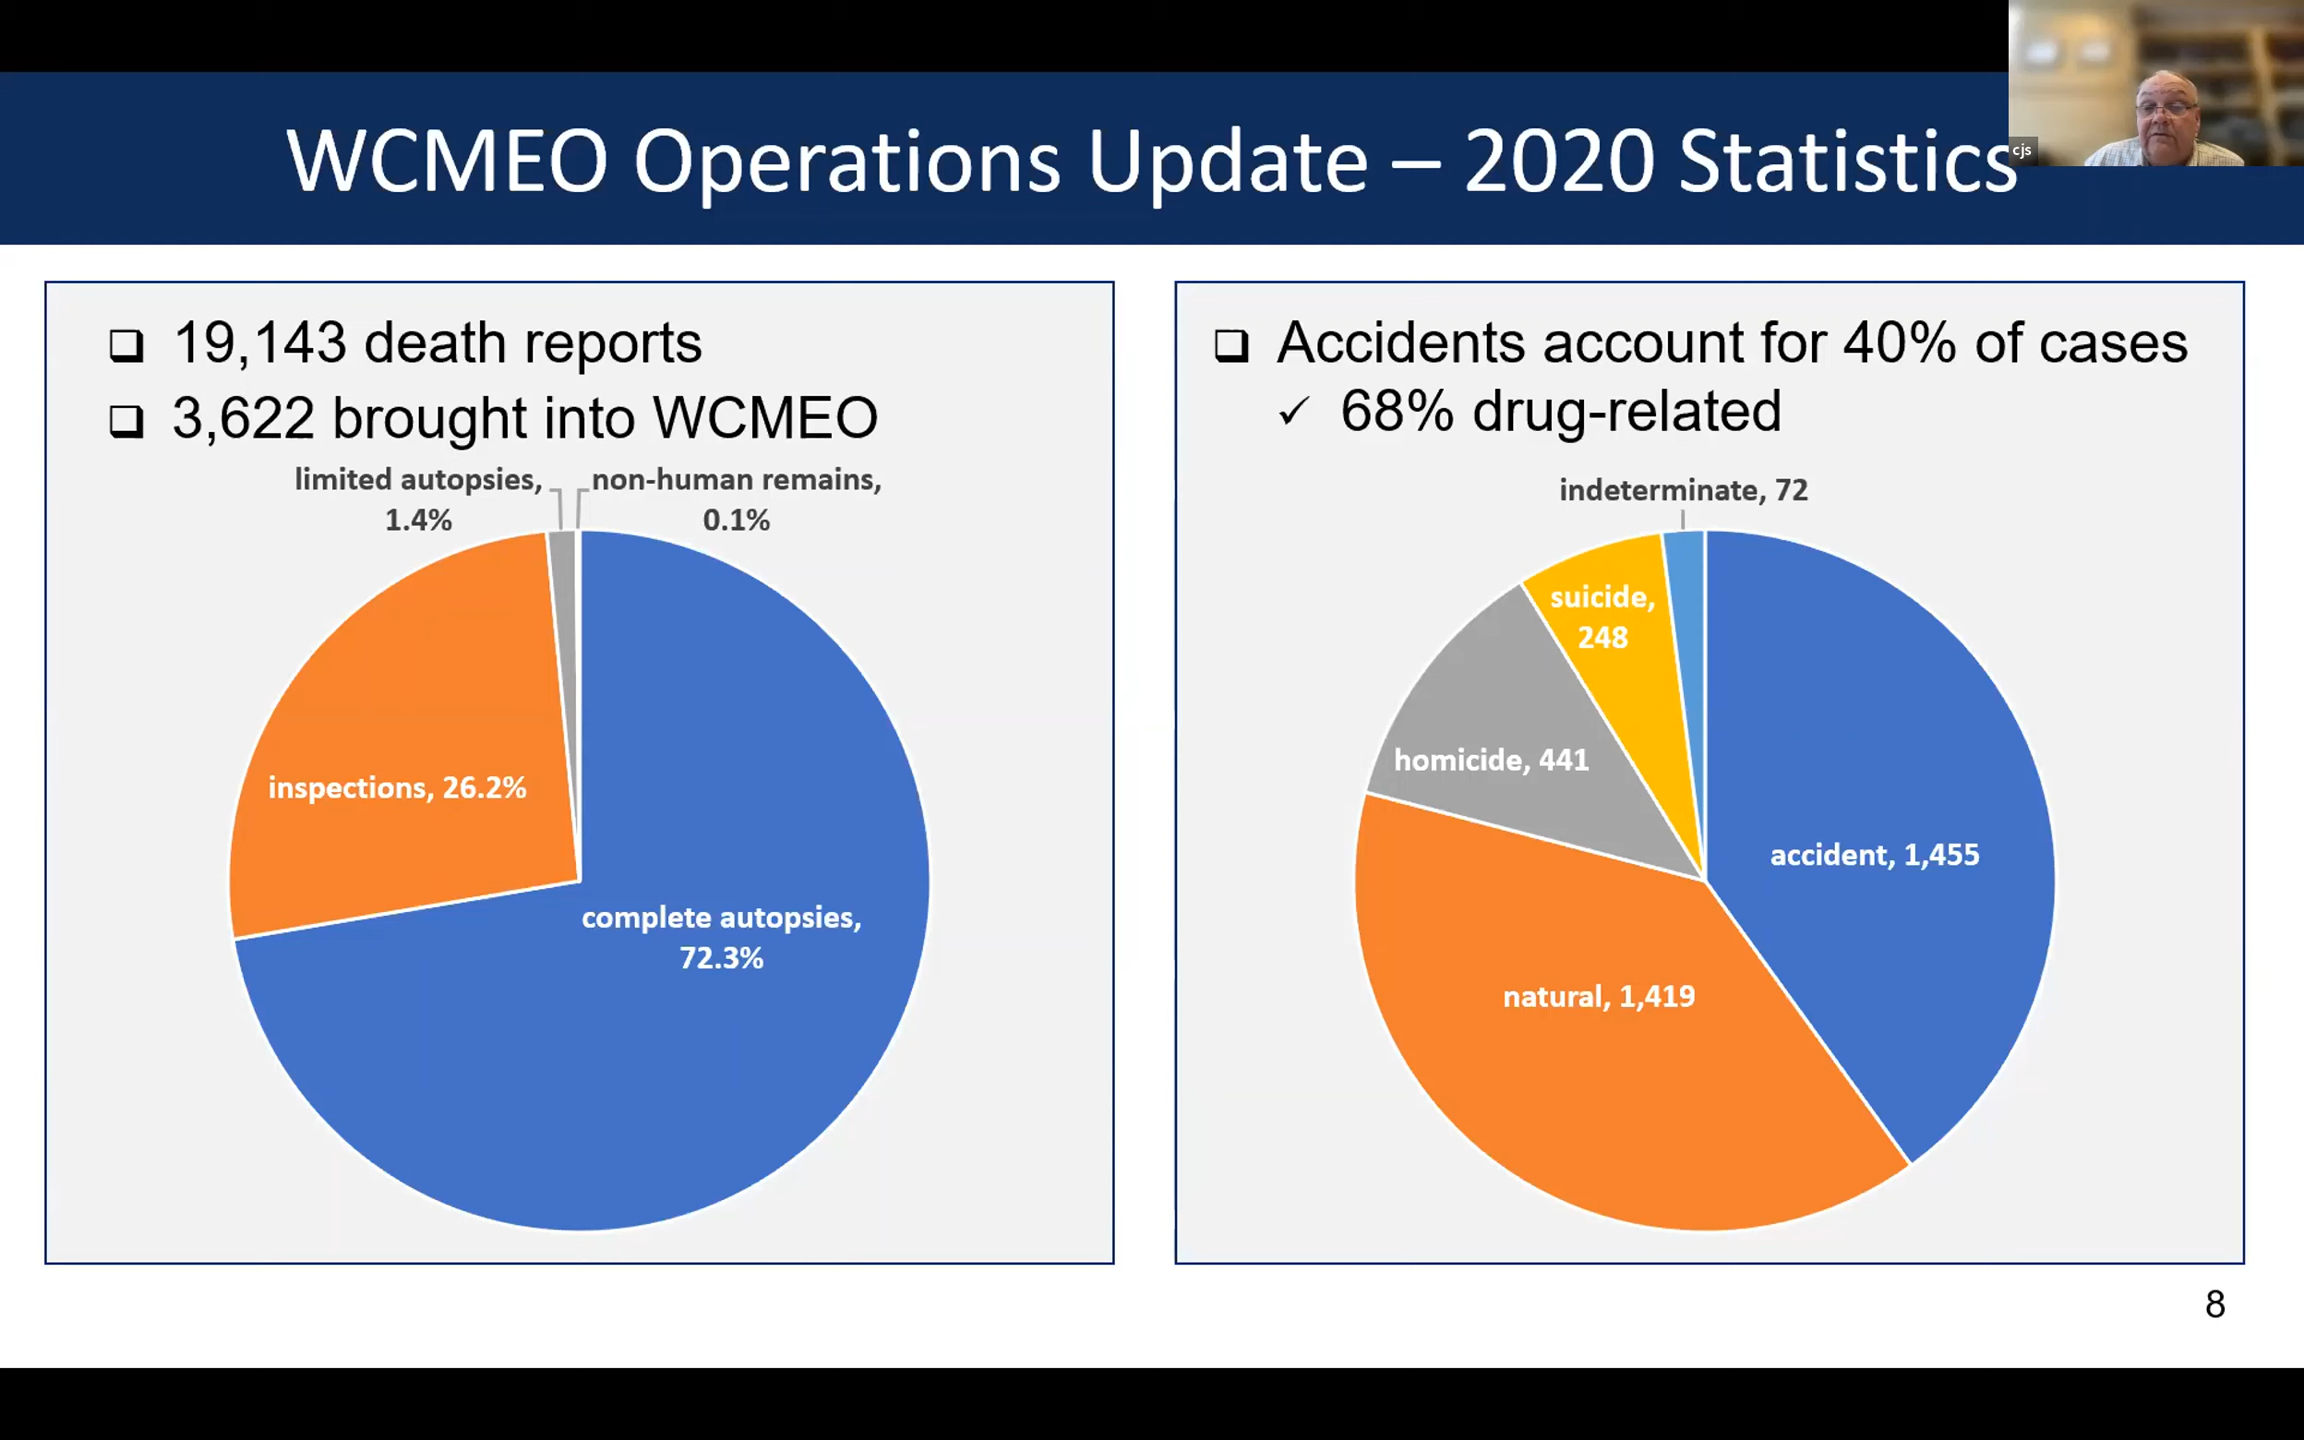 WCMEO Operations Update – 2020 Statistics
cjs
19,143 death reports
3,622 brought into WCMEO
limited autopsies,
1.4%
non-human remains,
0.1%
inspections, 26.2%
complete autopsies,
72.3%
Accidents account for 40% of cases
68% drug-related
indeterminate, 72
suicide,
248
homicide, 441
accident, 1,455
natural, 1,419
8